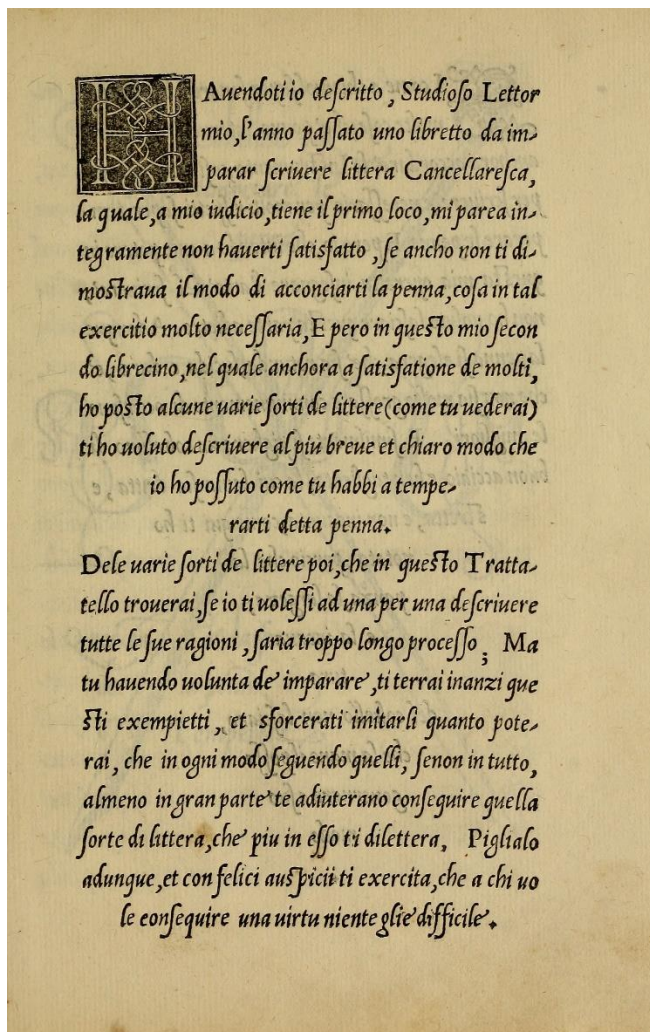 HAuendoti io descritto, Studioso Lettor
mio, l'anno passato uno libretto da im-
parar scriuere littera Cancellaresca,
la quale, a mio iudicio, tiene il primo loco, mi parea in-
tegramente non hauerti satisfatto, se ancho non ti di-
mostraua il modo di acconciarti la penna, cosa in tal
exercitio molto necessaria, E pero in questo mio secon
do librecino, nel quale anchora a satisfatione de molti,
ho posto alcune uarie sorti de littere (come tu uederai)
ti ho uoluto descriuere al piu breue et chiaro modo che
io ho possuto come tu habbi a tempe-
rarti detta penna.
Dele uarie sorti de littere poi, che in questo Tratta-
tello trouerai, se io ti uolessi ad una per una descriuere
tutte le sue ragioni, saria troppo longo processo; Ma
tu hauendo uolunta de imparare, ti terrai inanzi que
sti exempietti, et sforcerati imitarli quanto pote-
rai, che in ogni modo seguendo quelli, senon in tutto,
almeno in gran parte te adiuterano consequire quella
sorte di littera, che piu in esso ti dilettera. Piglialo
adunque, et con felici auspicii ti exercita, che a chi uo
le consequire una uirtu niente glie difficile.